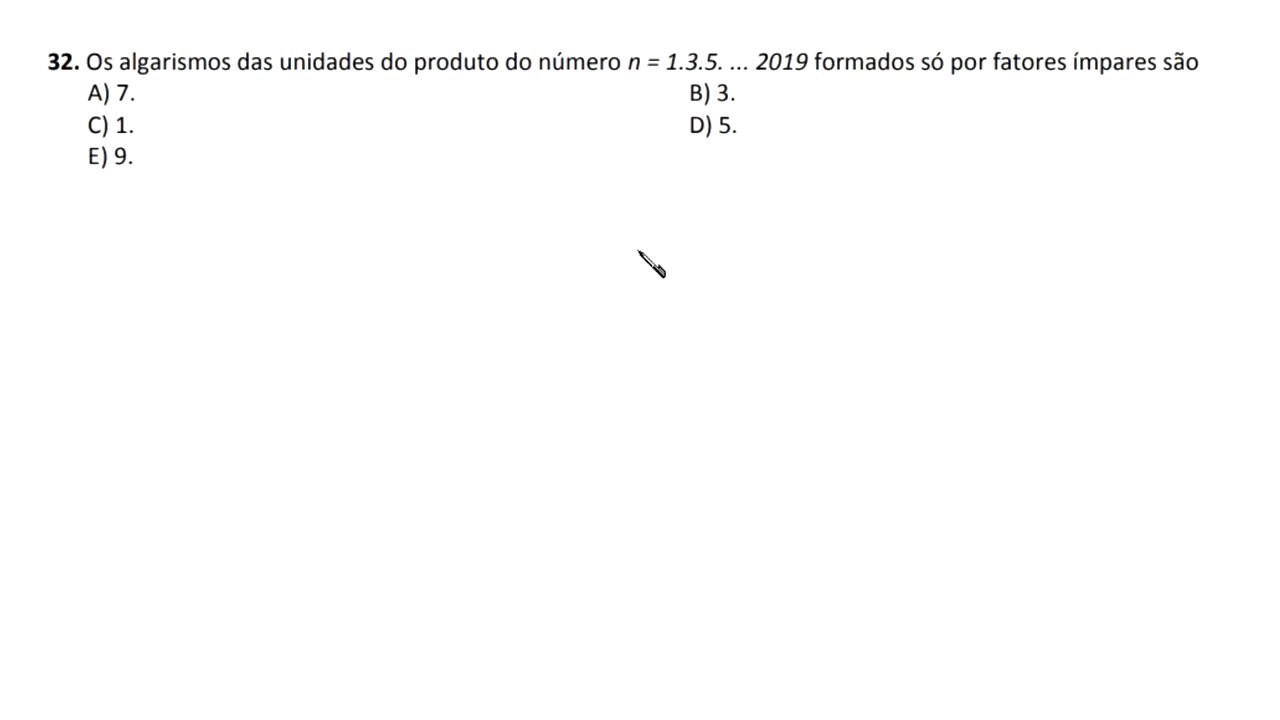 32. Os algarismos das unidades do produto do número n = 1.3.5. ... 2019 formados só por fatores ímpares são
A) 7.
B) 3.
C) 1.
D) 5.
E) 9.